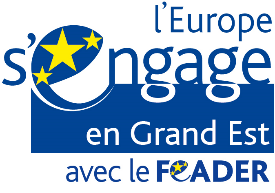 l'Europe
s'engage
en Grand Est
avec le FEADER